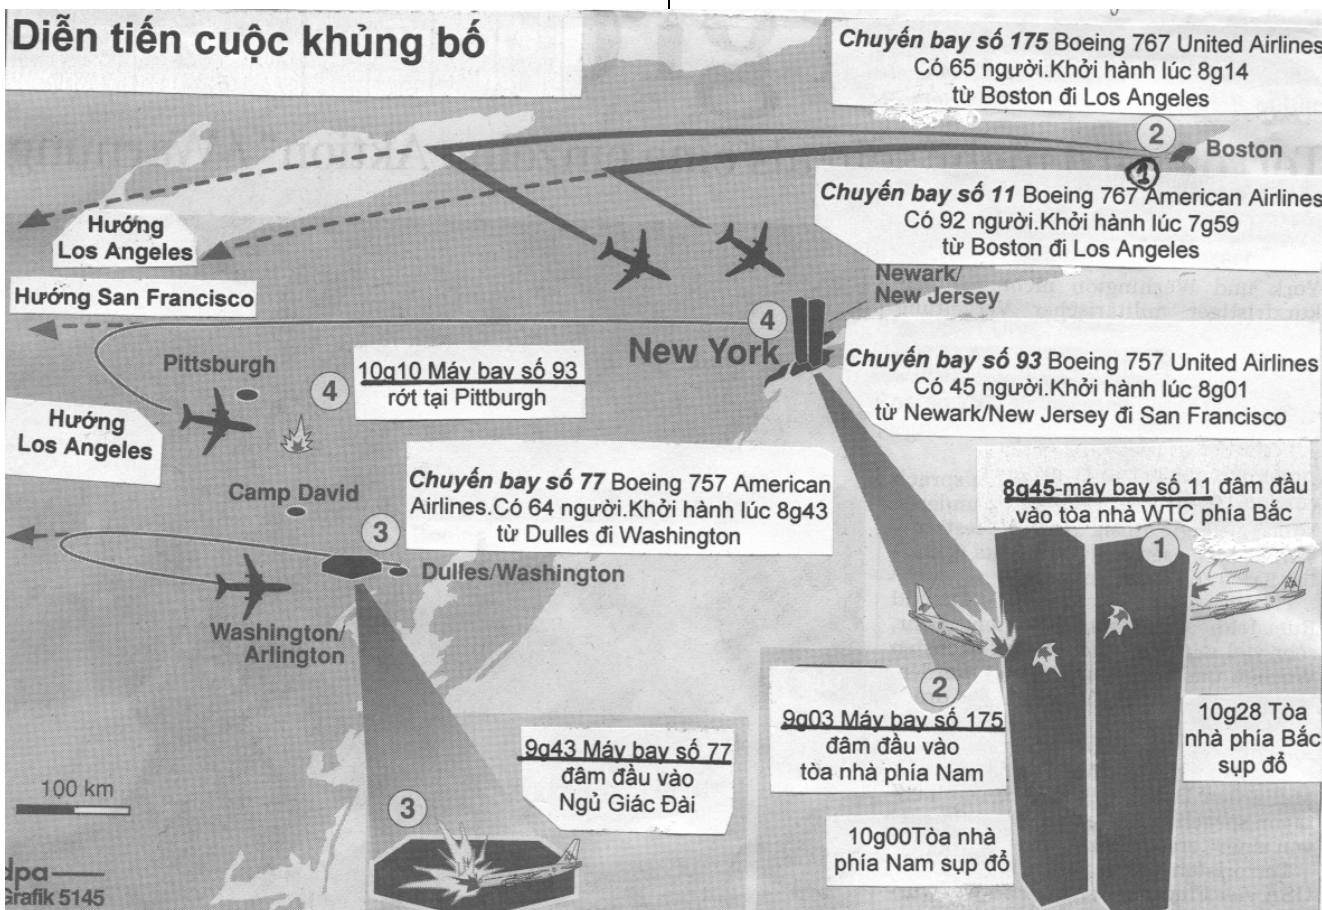 Diễn tiến cuộc khủng bố
Chuyến bay số 175 Boeing 767 United Airlines
Có 65 người.Khởi hành lúc 8g14
từ Boston đi Los Angeles
2
Boston
1
Chuyến bay số 11 Boeing 767 American Airlines
Có 92 người.Khởi hành lúc 7g59
từ Boston đi Los Angeles
Hướng
Los Angeles
Hướng San Francisco
Newark/
New Jersey
4
New York
Chuyến bay số 93 Boeing 757 United Airlines
Có 45 người.Khởi hành lúc 8g01
từ Newark/New Jersey đi San Francisco
Pittsburgh
4
10g10 Máy bay số 93
rớt tại Pittburgh
Hướng
Los Angeles
Camp David
3
Chuyến bay số 77 Boeing 757 American
Airlines.Có 64 người.Khởi hành lúc 8g43
từ Dulles đi Washington
Dulles/Washington
Washington/
Arlington
8g45-máy bay số 11 đâm đầu
vào tòa nhà WTC phía Bắc
1
2
9g03 Máy bay số 175
đâm đầu vào
tòa nhà phía Nam
10g28 Tòa
nhà phía Bắc
sụp đổ
9g43 Máy bay số 77
đâm đầu vào
Ngủ Giác Đài
3
10g00Tòa nhà
phía Nam sụp đổ
100 km
dpa
Grafik 5145